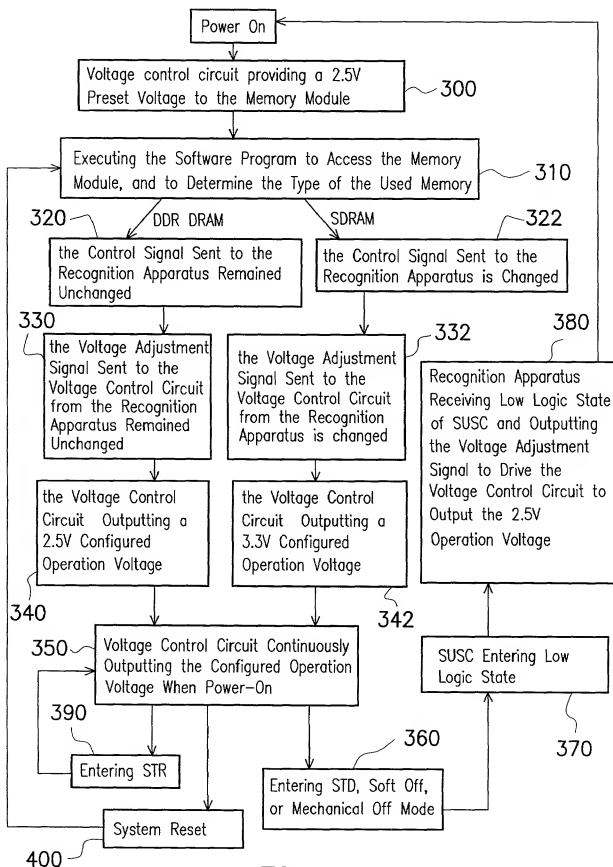 Power On
Voltage control circuit providing a 2.5V
Preset Voltage to the Memory Module
300
Executing the Software Program to Access the Memory
Module, and to Determine the Type of the Used Memory
310
320
DDR DRAM
SDRAM
322
the Control Signal Sent to the
Recognition Apparatus Remained
Unchanged
the Control Signal Sent to the
Recognition Apparatus is Changed
330
the Voltage Adjustment
Signal Sent to the
Voltage Control Circuit
from the Recognition
Apparatus Remained
Unchanged
332
the Voltage Adjustment
Signal Sent to the
Voltage Control Circuit
from the Recognition
Apparatus is changed
380
Recognition Apparatus
Receiving Low Logic State
of SUSC and Outputting
the Voltage Adjustment
Signal to Drive the
Voltage Control Circuit to
Output the 2.5V
Operation Voltage
the Voltage Control
Circuit Outputting a
2.5V Configured
Operation Voltage
340
the Voltage Control
Circuit Outputting a
3.3V Configured
Operation Voltage
342
350
Voltage Control Circuit Continuously
Outputting the Configured Operation
Voltage When Power-On
SUSC Entering Low
Logic State
370
390
Entering STR
360
Entering STD, Soft Off,
or Mechanical Off Mode
System Reset
400